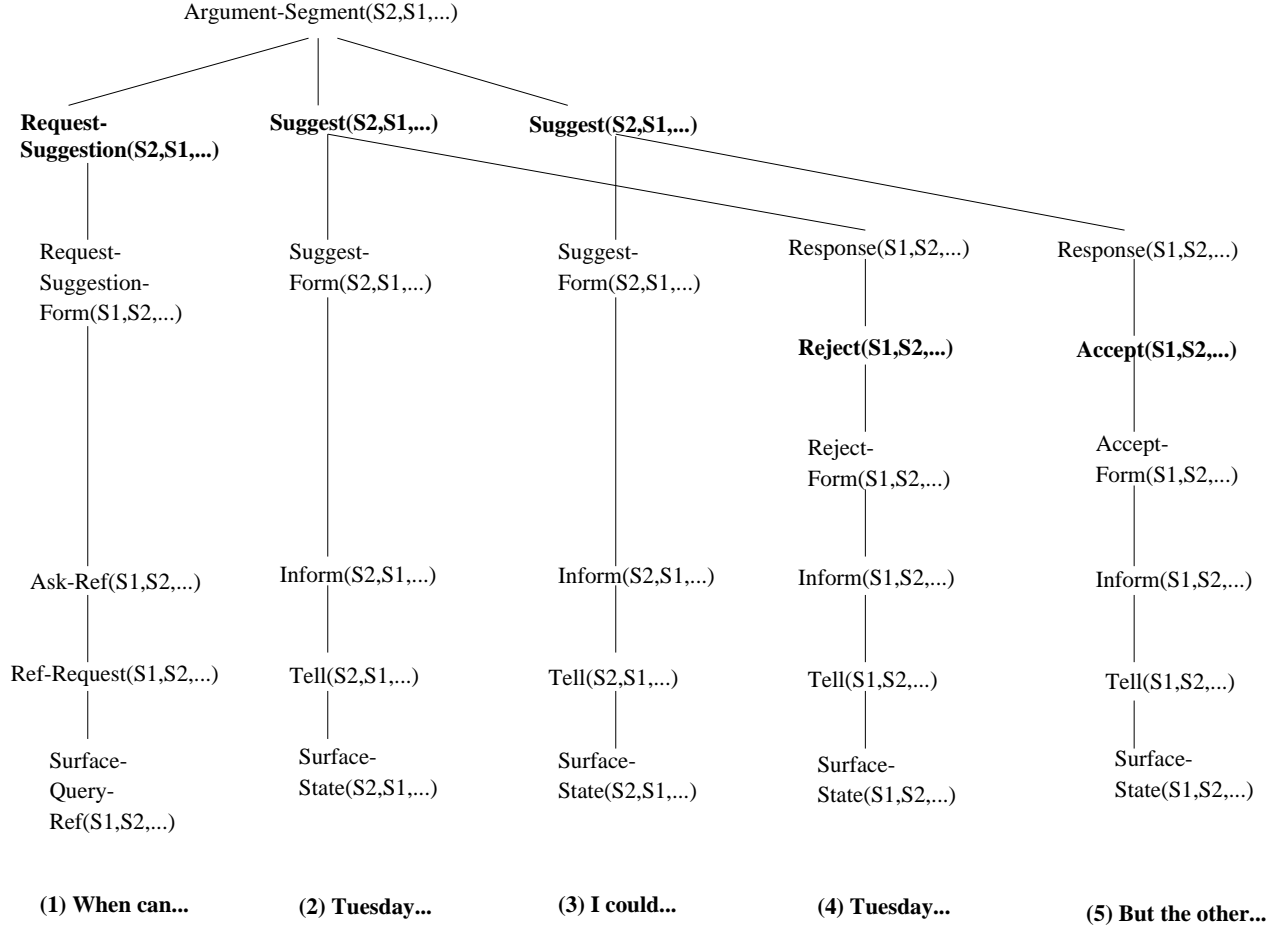 Argument-Segment(S2,S1,...)
Request-
Suggestion(S2,S1,...)
Suggest(S2,S1,...)
Suggest(S2,S1,...)
Request-
Suggestion-
Form(S1,S2,...)
Suggest-
Form(S2,S1,...)
Suggest-
Form(S2,S1,...)
Response(S1,S2,...)
Response(S1,S2,...)
Reject(S1,S2,...)
Accept(S1,S2,...)
Reject-
Form(S1,S2,...)
Accept-
Form(S1,S2,...)
Ask-Ref(S1,S2,...)
Inform(S2,S1,...)
Inform(S2,S1,...)
Inform(S1,S2,...)
Inform(S1,S2,...)
Ref-Request(S1,S2,...)
Tell(S2,S1,...)
Tell(S2,S1,...)
Tell(S1,S2,...)
Tell(S1,S2,...)
Surface-
Query-
Ref(S1,S2,...)
Surface-
State(S2,S1,...)
Surface-
State(S2,S1,...)
Surface-
State(S1,S2,...)
Surface-
State(S1,S2,...)
(1) When can...
(2) Tuesday...
(3) I could...
(4) Tuesday...
(5) But the other...